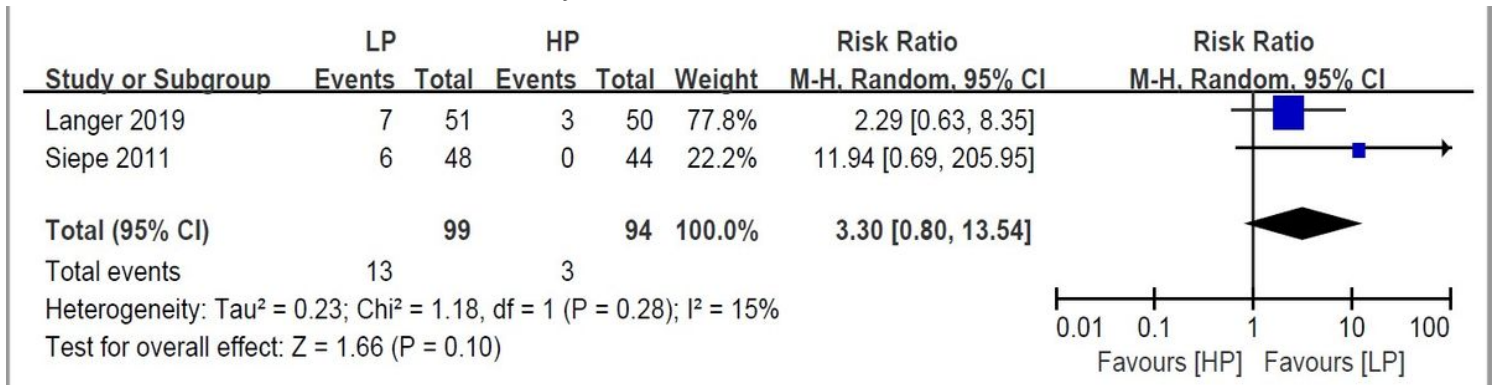 LP HP Risk Ratio Risk Ratio
Study or Subgroup Events Total Events Total Weight M-H, Random, 95% CI M-H, Random, 95% CI
Langer 2019 7 51 3 50 77.8% 2.29 [0.63, 8.35]
Siepe 2011 6 48 0 44 22.2% 11.94 [0.69, 205.95]
Total (95% CI) 99 94 100.0% 3.30 [0.80, 13.54]
Total events 13 3
Heterogeneity: Tau² = 0.23; Chi² = 1.18, df = 1 (P = 0.28); I² = 15%
Test for overall effect: Z = 1.66 (P = 0.10)
0.01 0.1 1 10 100
Favours [HP] Favours [LP]